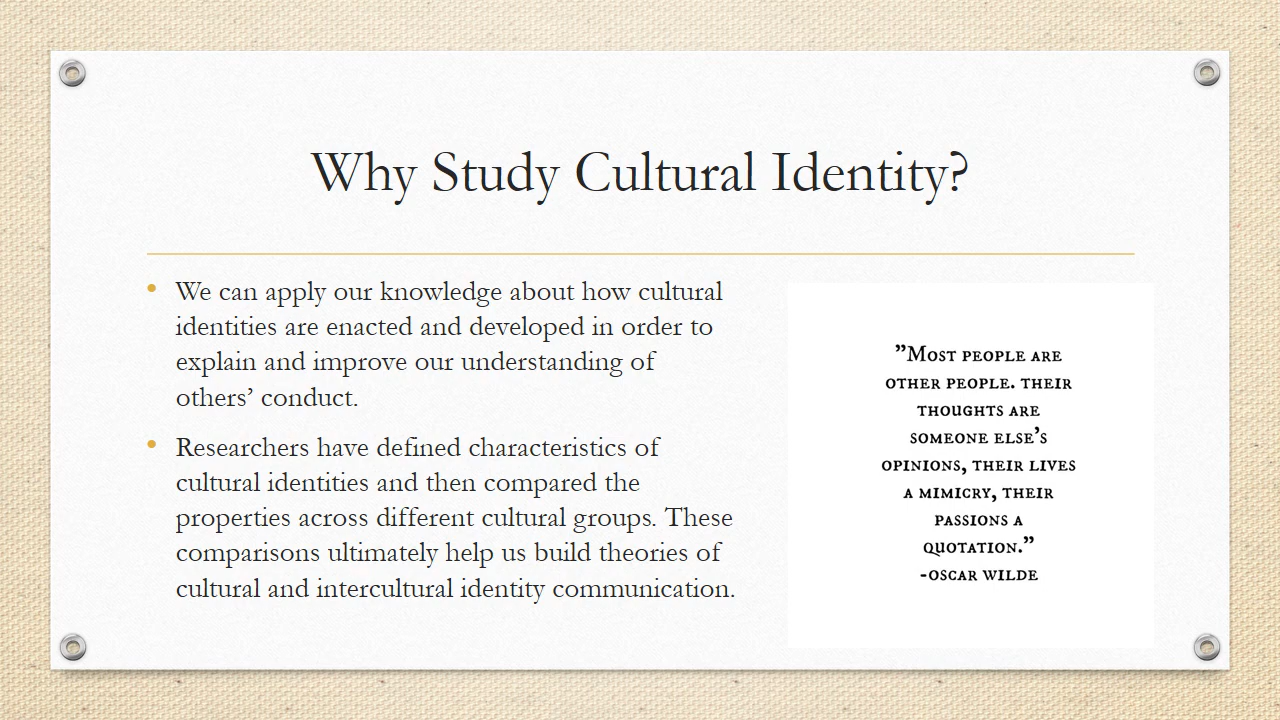 Why Study Cultural Identity?
• We can apply our knowledge about how cultural
identities are enacted and developed in order to
explain and improve our understanding of
others’ conduct.
• Researchers have defined characteristics of
cultural identities and then compared the
properties across different cultural groups. These
comparisons ultimately help us build theories of
cultural and intercultural identity communication.
”Most people are
other people. their
thoughts are
someone else’s
opinions, their lives
a mimicry, their
passions a
quotation.”
-oscar wilde